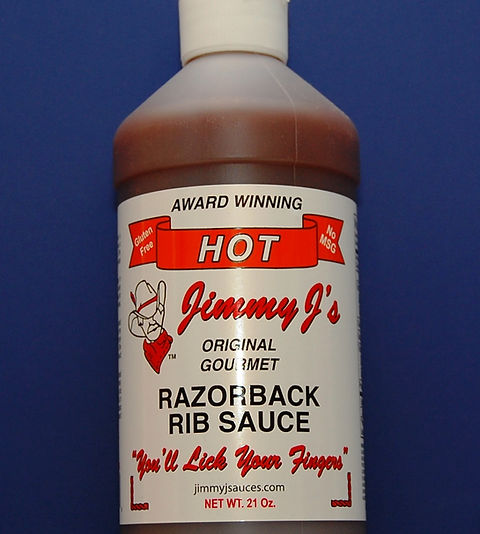 AWARD WINNING
Gluten
Free
HOT
No
MSG
Jimmy J's
TM
ORIGINAL
GOURMET
RAZORBACK
RIB SAUCE
"You'll Lick Your Fingers"
jimmyjsauces.com
NET WT. 21 Oz.